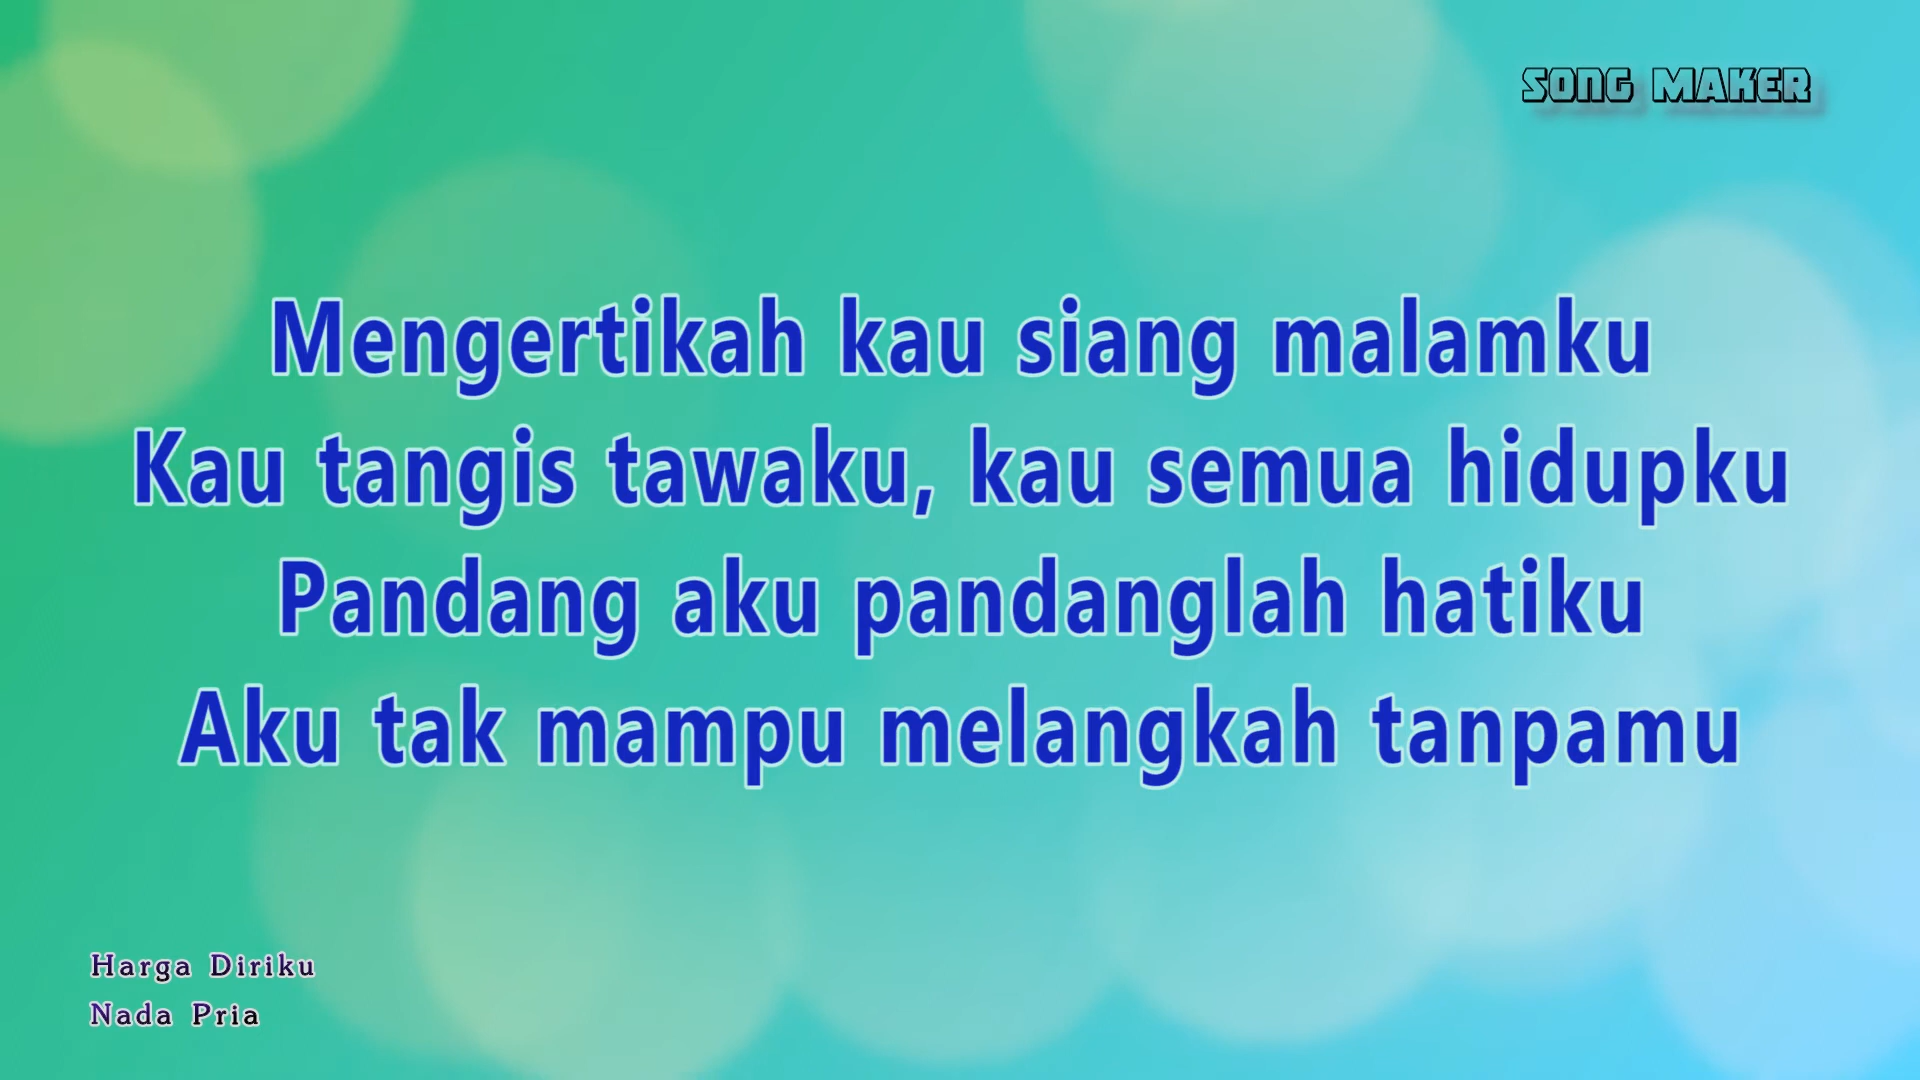 SONG MAKER
Mengertikah kau siang malamku
Kau tangis tawaku, kau semua hidupku
Pandang aku pandanglah hatiku
Aku tak mampu melangkah tanpamu
Harga Diriku
Nada Pria